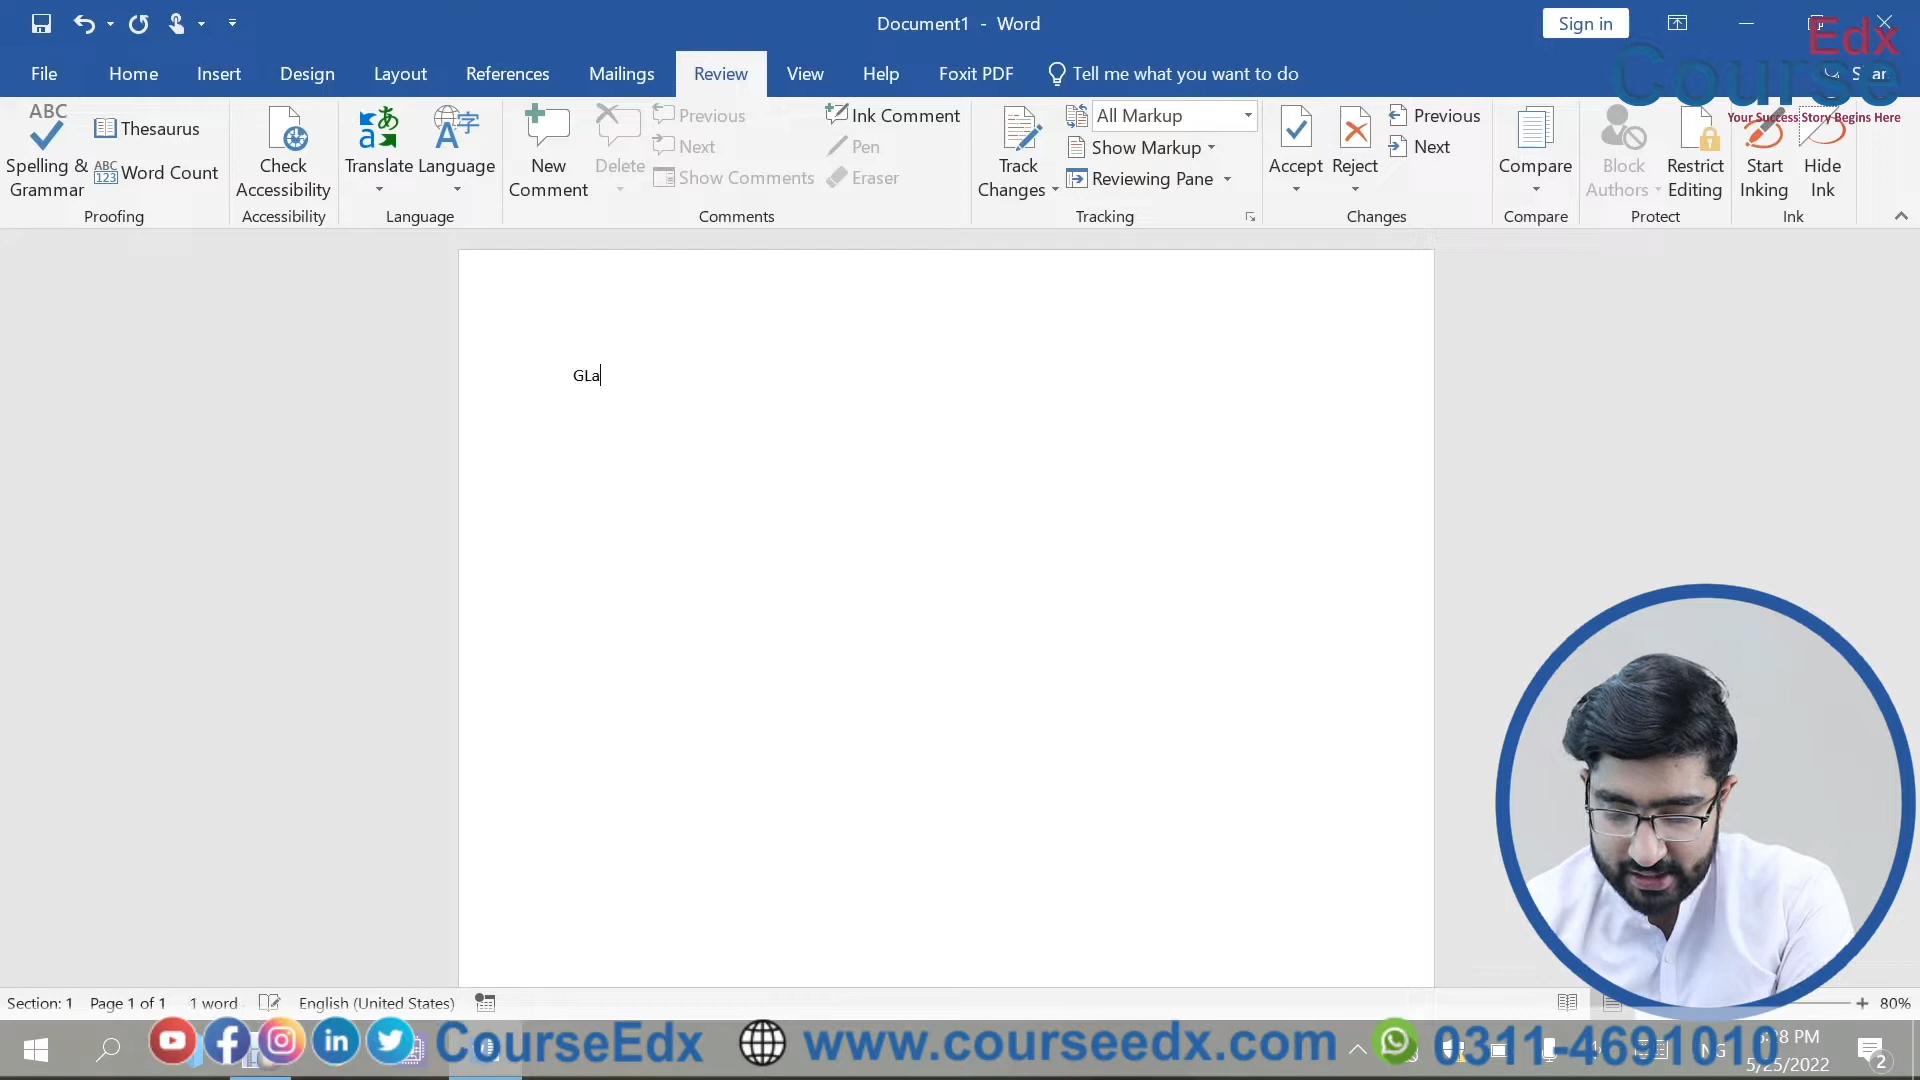 Document1 - Word
Sign in
Edx
Course
Your Success Story Begins Here
File Home Insert Design Layout References Mailings Review View Help Foxit PDF Tell me what you want to do
ABC
Spelling & Grammar
Thesaurus
ABC 123 Word Count
Proofing
Check Accessibility
Accessibility
Translate
Language
Language
New Comment
Delete
Previous
Next
Show Comments
Ink Comment
Pen
Eraser
Comments
Track Changes
All Markup
Show Markup
Reviewing Pane
Tracking
Accept
Reject
Previous
Next
Changes
Compare
Compare
Block Authors
Restrict Editing
Protect
Start Inking
Hide Ink
Ink
GLa
Section: 1 Page 1 of 1 1 word English (United States) 80%
CourseEdx www.courseedx.com 0311-4691010
5/25/2022
2